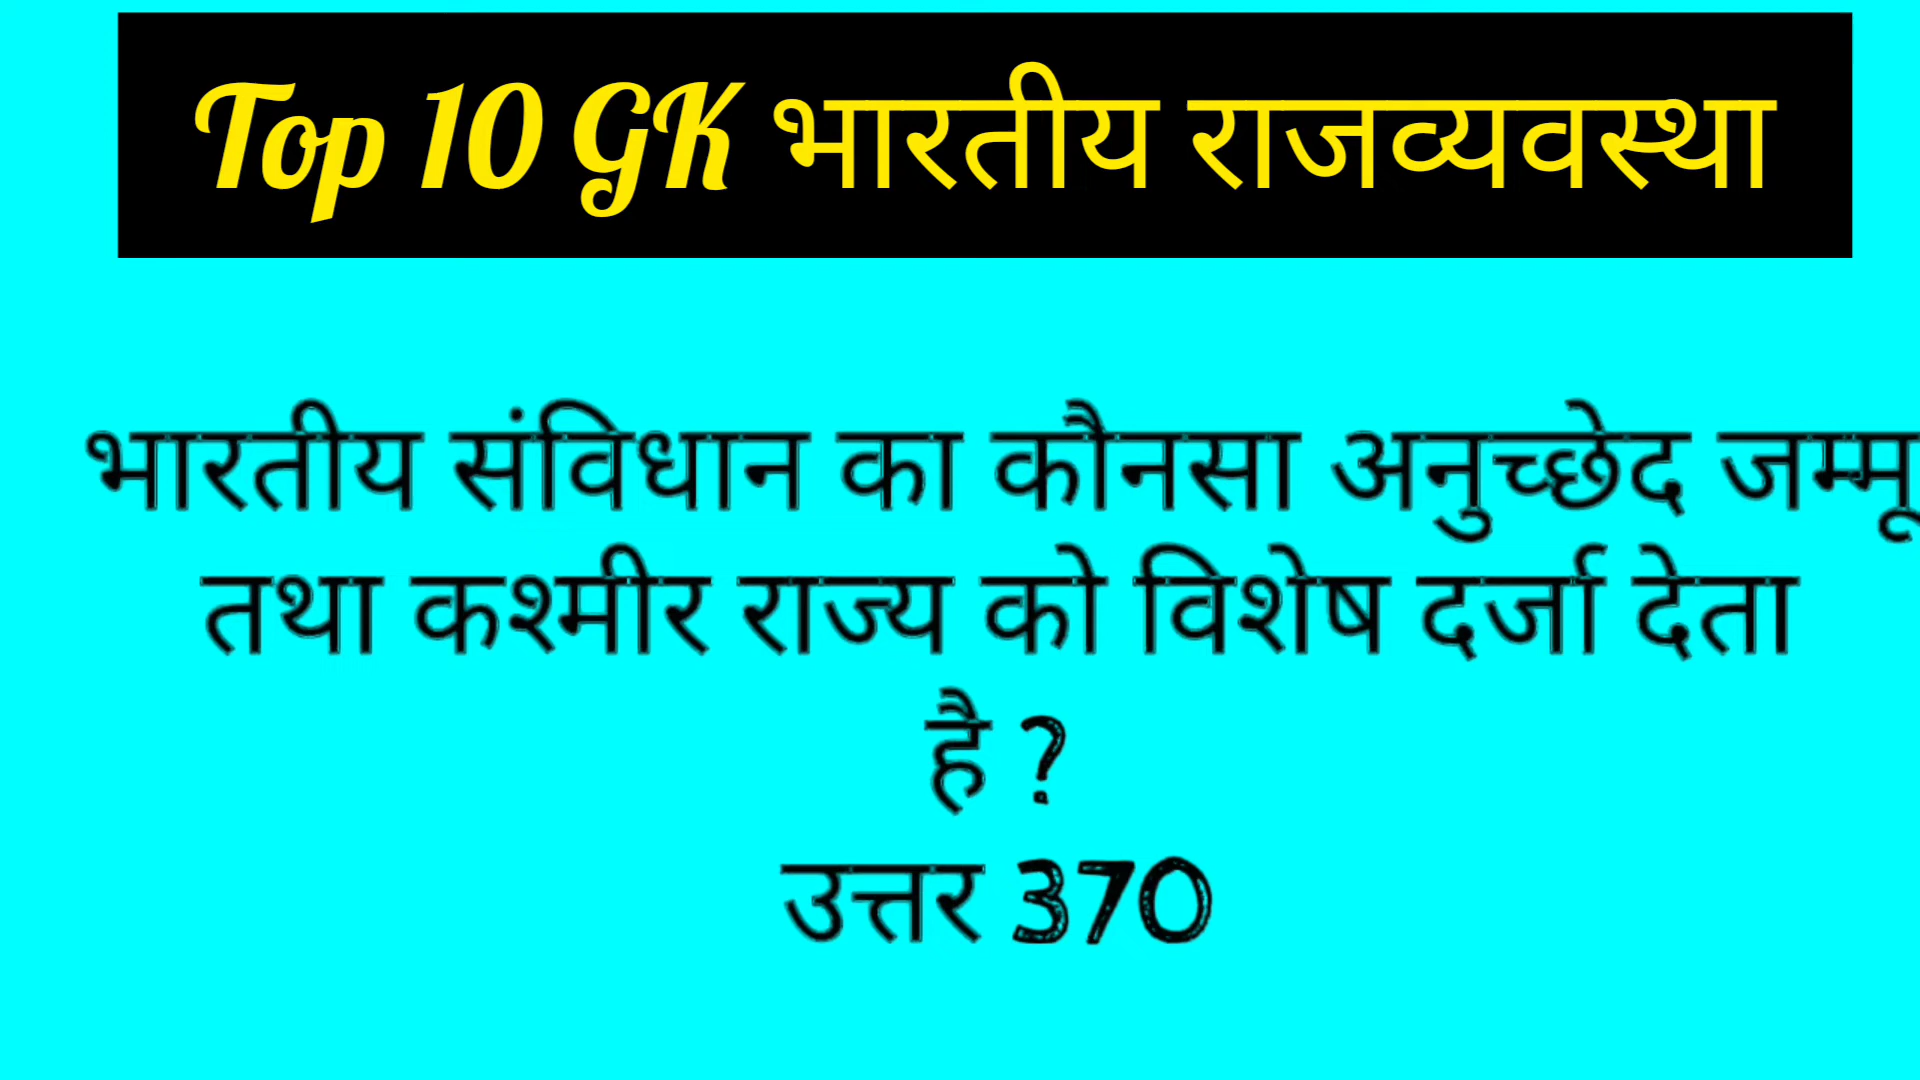 Top 10 GK भारतीय राजव्यवस्था
भारतीय संविधान का कौनसा अनुच्छेद जम्मू
तथा कश्मीर राज्य को विशेष दर्जा देता
है ?
उत्तर 370